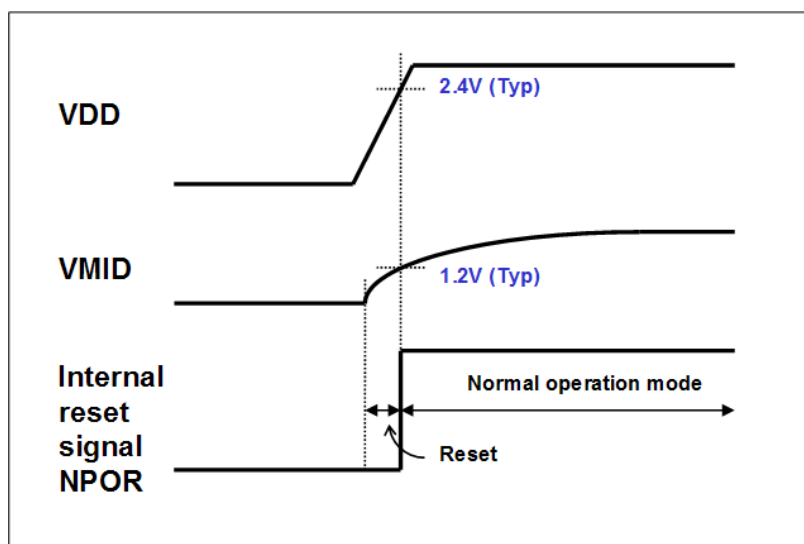 2.4V (Typ)
VDD
VMID
1.2V (Typ)
Internal
reset
signal
NPOR
Normal operation mode
Reset